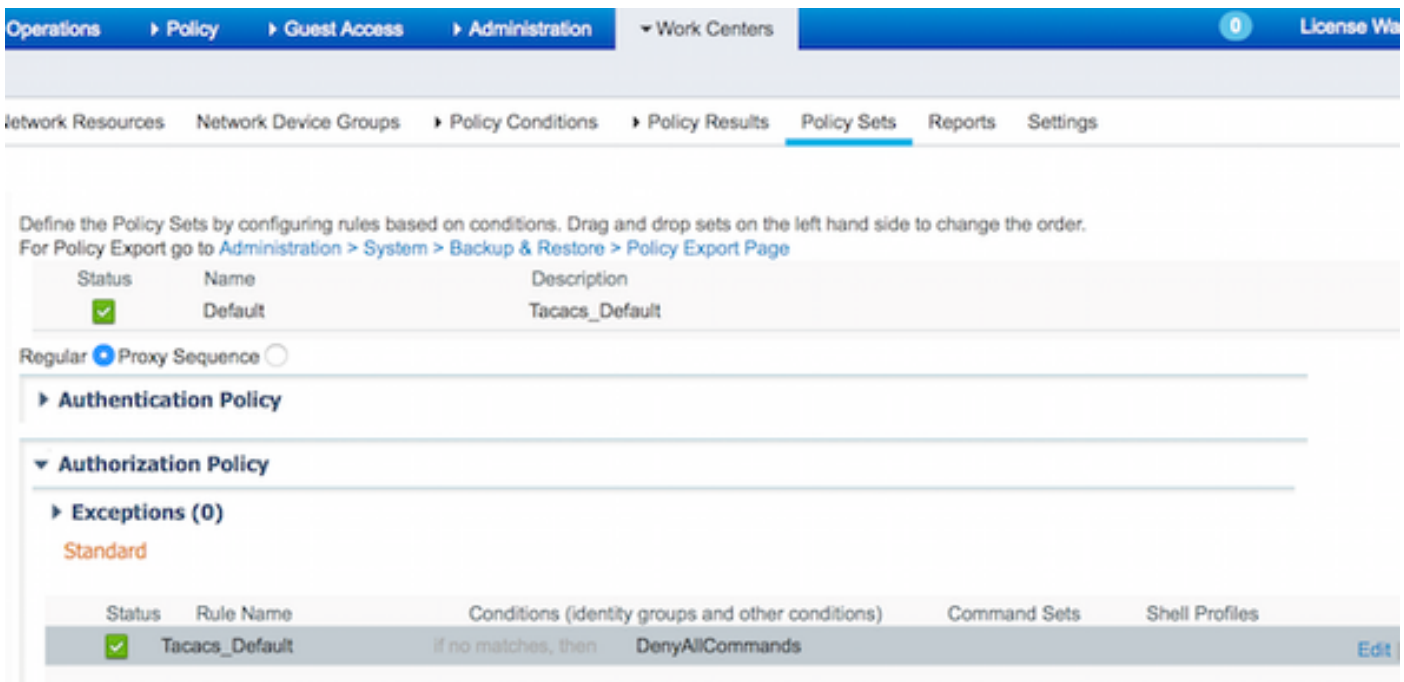 Operations Policy Guest Access Administration Work Centers 0 License Wa
Network Resources Network Device Groups Policy Conditions Policy Results Policy Sets Reports Settings
Define the Policy Sets by configuring rules based on conditions. Drag and drop sets on the left hand side to change the order.
For Policy Export go to Administration > System > Backup & Restore > Policy Export Page
Status Name Description
Default Tacacs_Default
Regular Proxy Sequence
Authentication Policy
Authorization Policy
Exceptions (0)
Standard
Status Rule Name Conditions (identity groups and other conditions) Command Sets Shell Profiles
Tacacs_Default if no matches, then DenyAllCommands Edit |